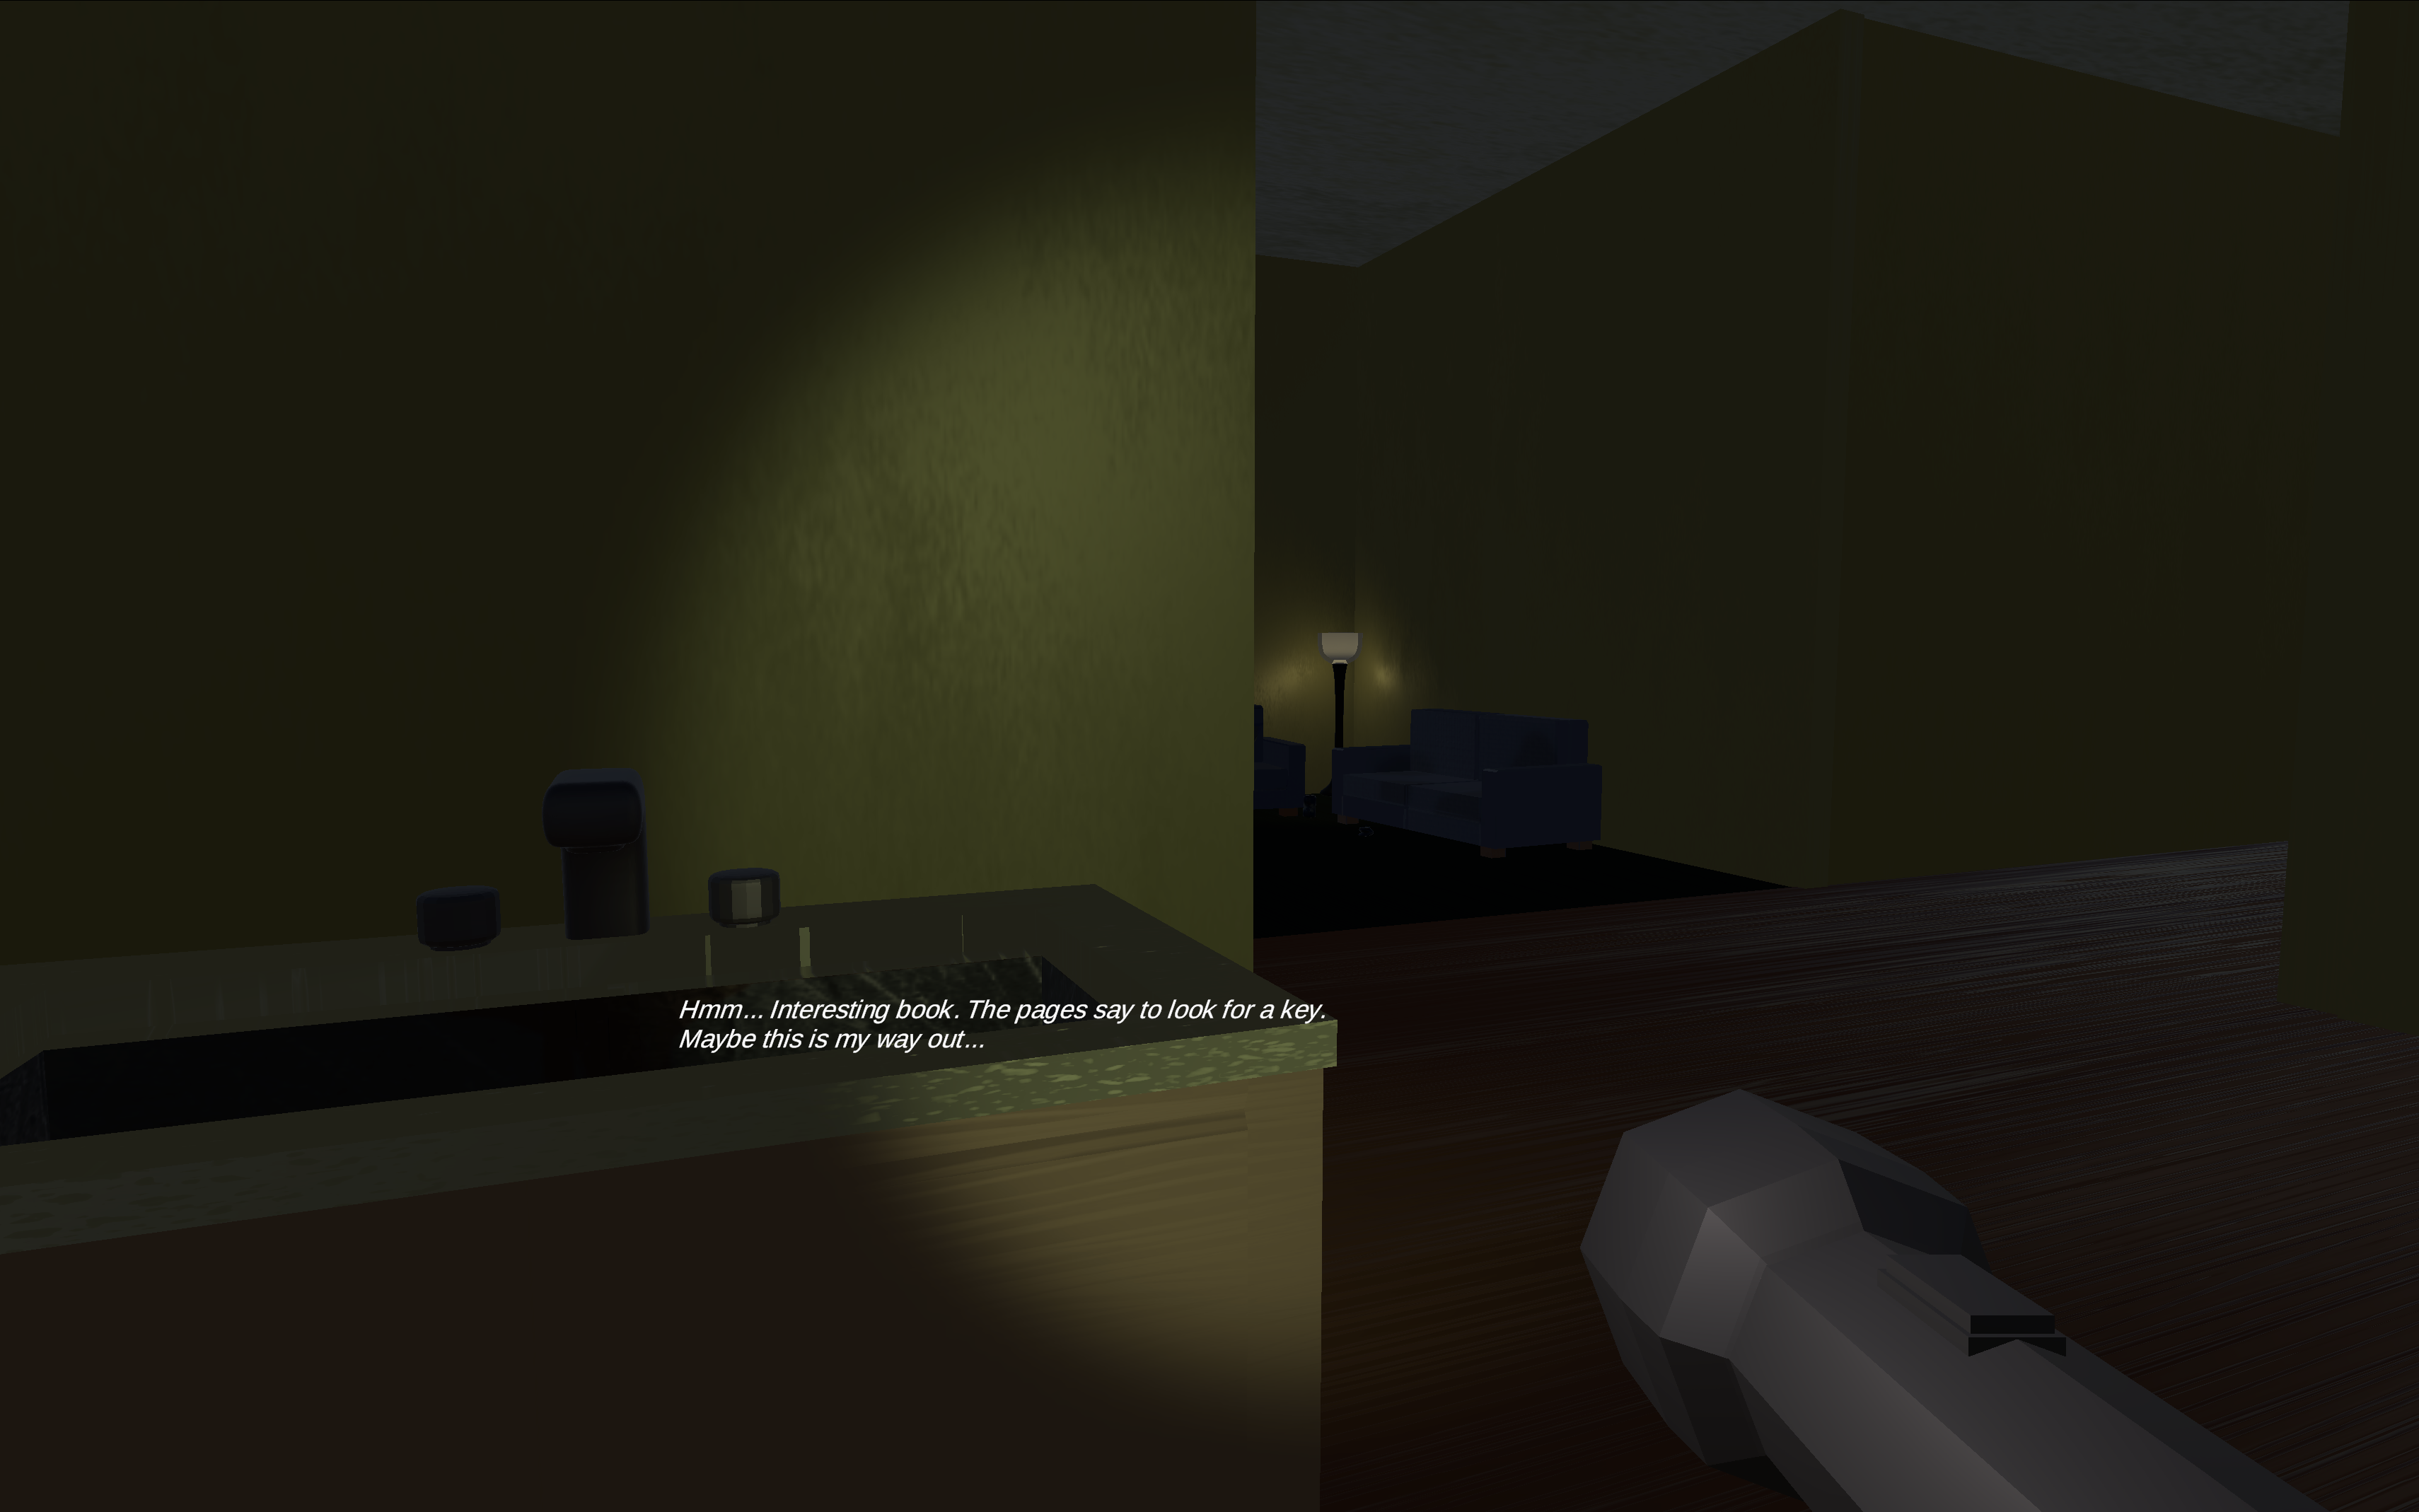 Hmm... Interesting book. The pages say to look for a key.
Maybe this is my way out...